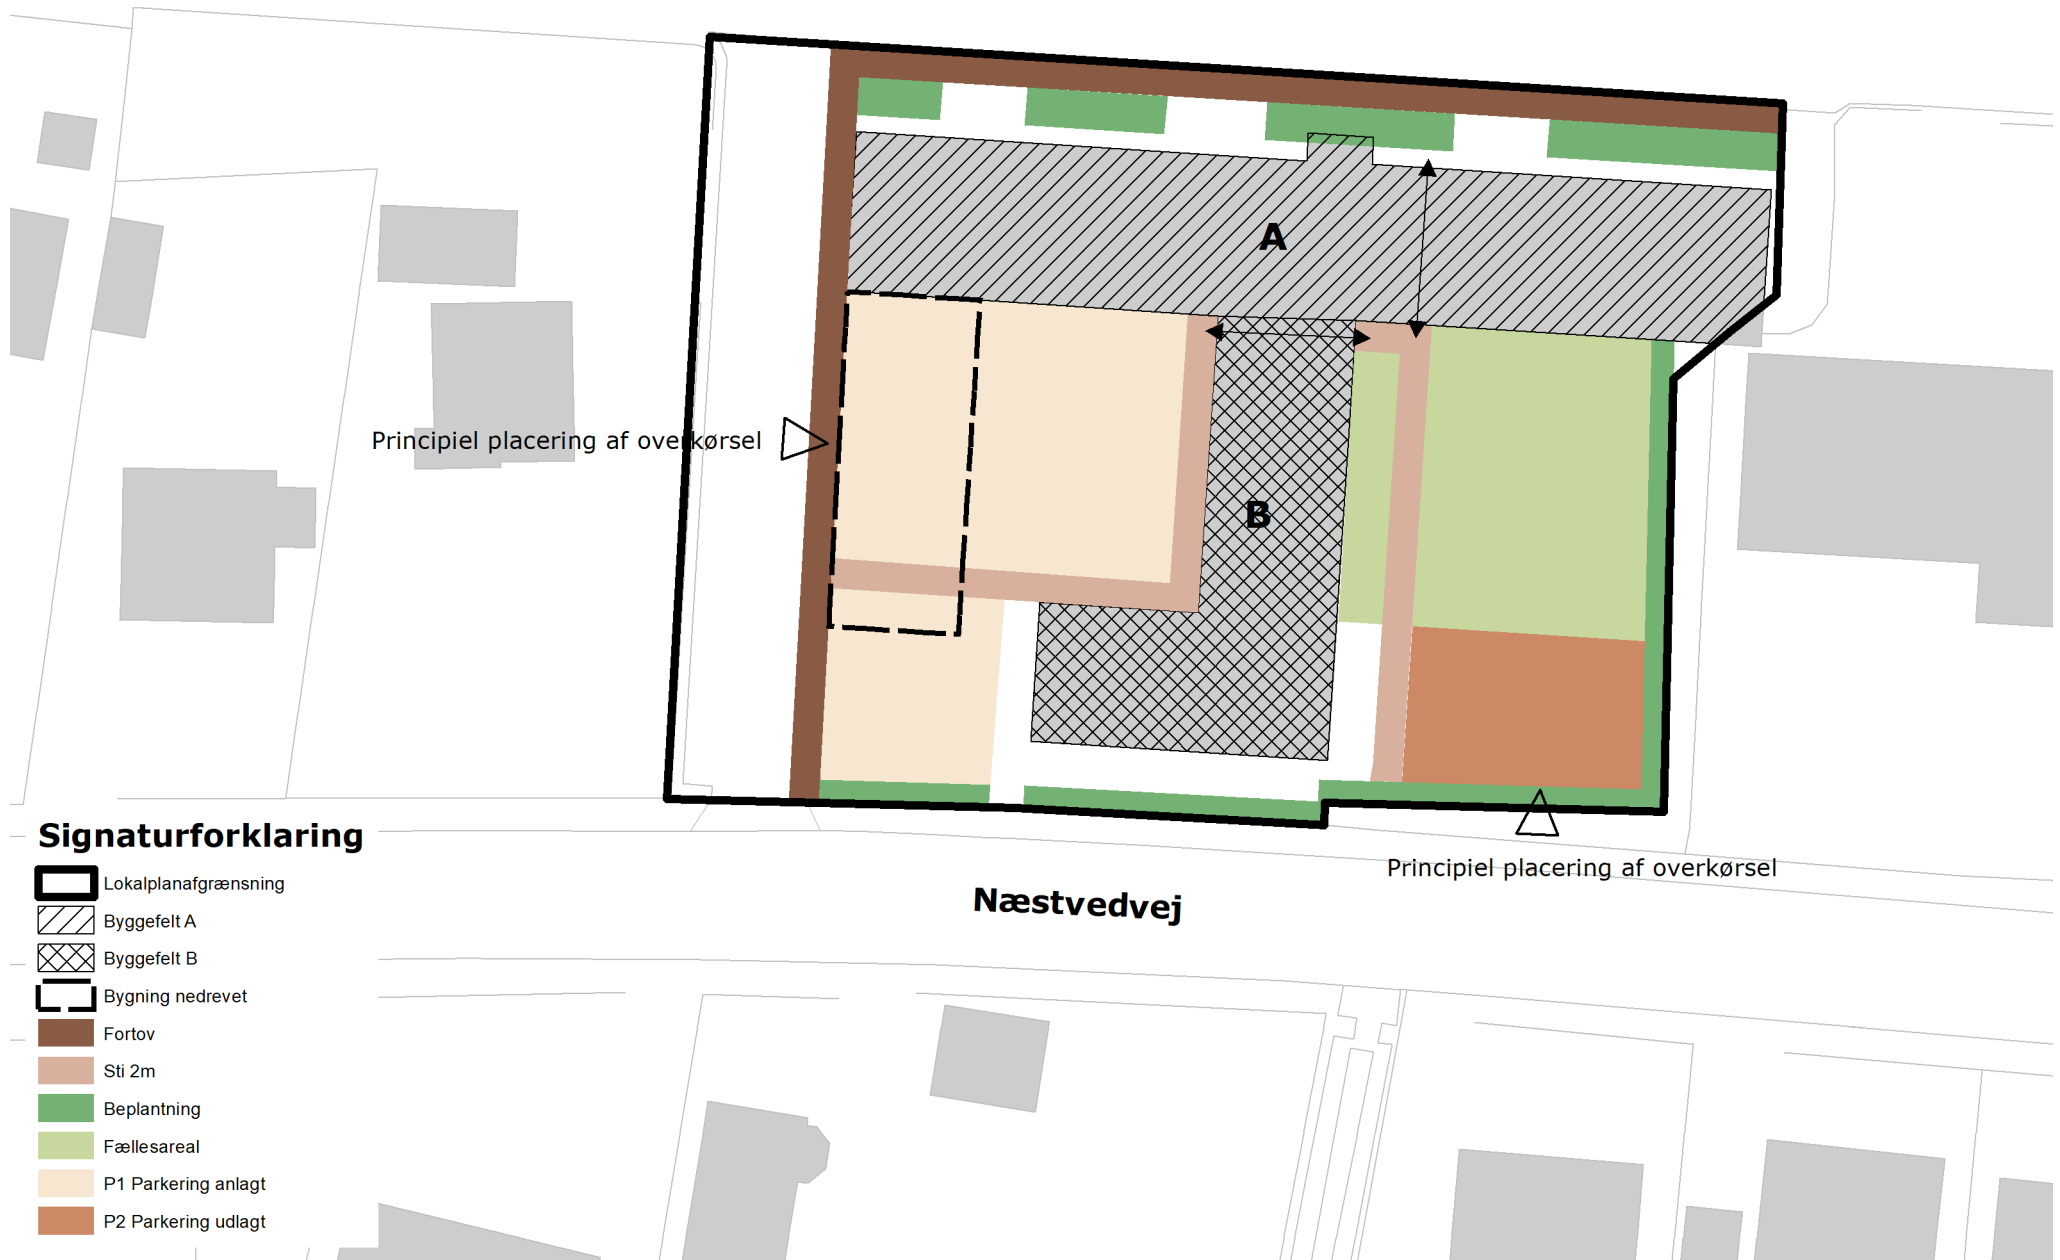 A
Principiel placering af overkørsel
B
Principiel placering af overkørsel
Næstvedvej
Signaturforklaring
Lokalplanafgrænsning
Byggefelt A
Byggefelt B
Bygning nedrevet
Fortov
Sti 2m
Beplantning
Fællesareal
P1 Parkering anlagt
P2 Parkering udlagt